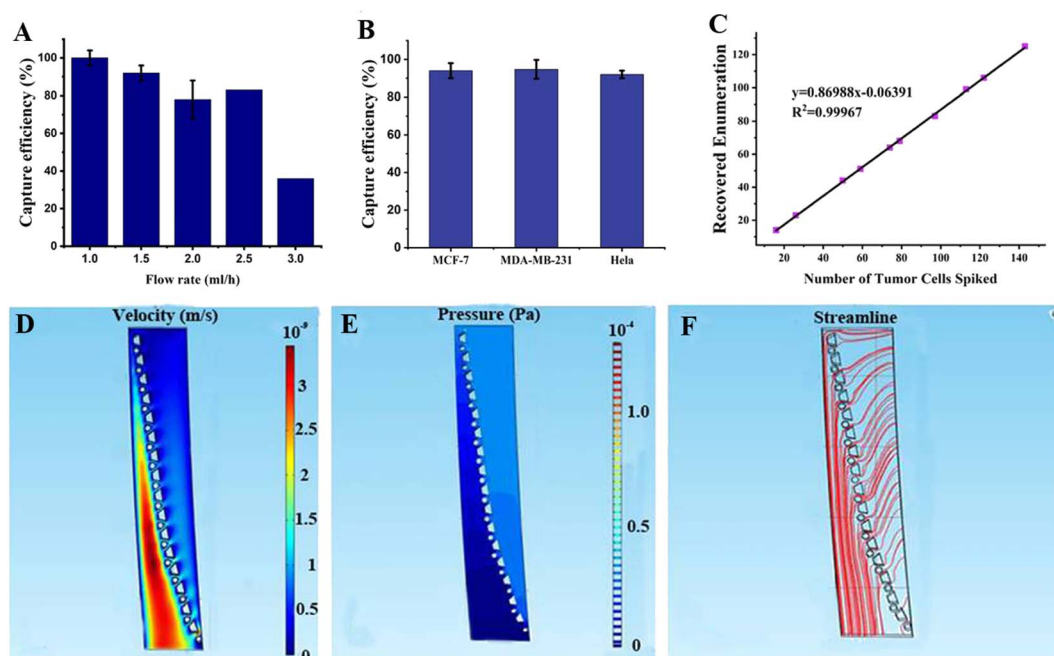 A
Capture efficiency (%)
100
80
60
40
20
0
1.0 1.5 2.0 2.5 3.0
Flow rate (ml/h)
B
Capture efficiency (%)
100
80
60
40
20
0
MCF-7 MDA-MB-231 Hela
C
Recovered Enumeration
120
100
80
60
40
20
y=0.86988x-0.06391
R²=0.99967
20 40 60 80 100 120 140
Number of Tumor Cells Spiked
D
Velocity (m/s)
10⁻⁹
3
2
1×10⁻⁹
1
0×10⁻⁹
0
E
Pressure (Pa)
10⁻⁴
1.0
0.5
0
F
Streamline